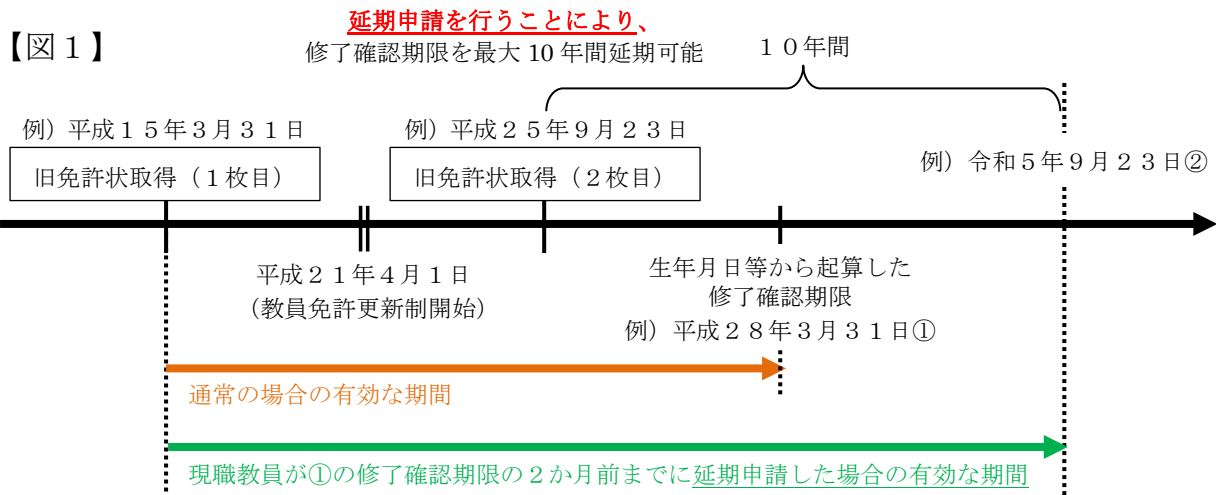 【図１】
延期申請を行うことにより、
修了確認期限を最大 10 年間延期可能
１０年間
例）平成１５年３月３１日
旧免許状取得（１枚目）
例）平成２５年９月２３日
旧免許状取得（２枚目）
例）令和５年９月２３日②
平成２１年４月１日
（教員免許更新制開始）
生年月日等から起算した
修了確認期限
例）平成２８年３月３１日①
通常の場合の有効な期間
現職教員が①の修了確認期限の２か月前までに延期申請した場合の有効な期間